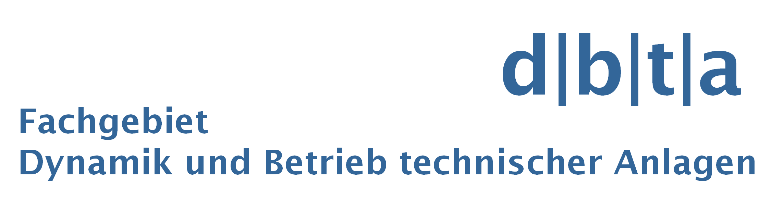 d|b|t|a
Fachgebiet
Dynamik und Betrieb technischer Anlagen